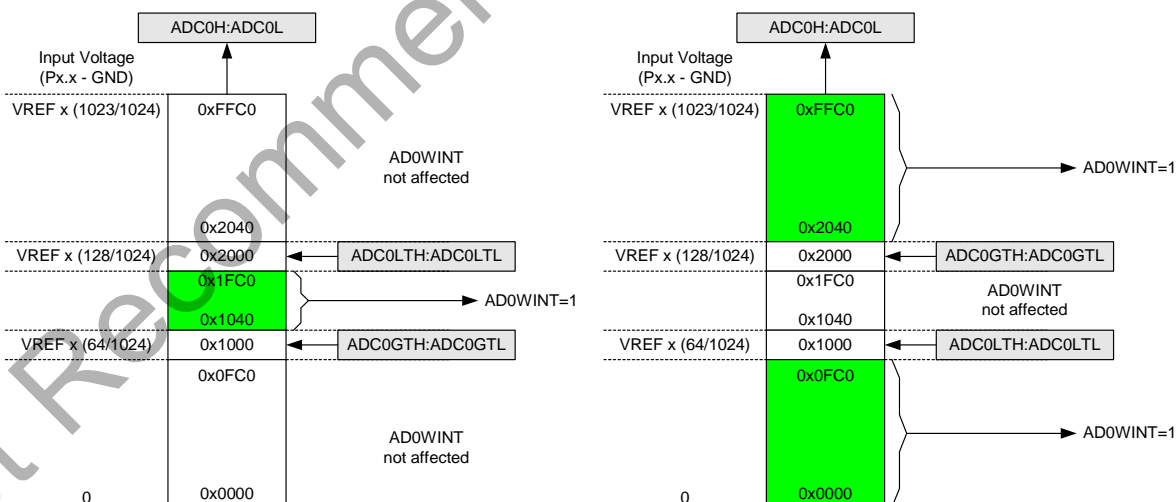 ADC0H:ADC0L
Input Voltage
(Px.x - GND)
VREF x (1023/1024)
0xFFC0
AD0WINT
not affected
0x2040
VREF x (128/1024)
0x2000
ADC0LTH:ADC0LTL
0x1FC0
AD0WINT=1
0x1040
VREF x (64/1024)
0x1000
ADC0GTH:ADC0GTL
0x0FC0
AD0WINT
not affected
0
0x0000
ADC0H:ADC0L
Input Voltage
(Px.x - GND)
VREF x (1023/1024)
0xFFC0
AD0WINT=1
0x2040
VREF x (128/1024)
0x2000
ADC0GTH:ADC0GTL
0x1FC0
AD0WINT
not affected
0x1040
VREF x (64/1024)
0x1000
ADC0LTH:ADC0LTL
0x0FC0
AD0WINT=1
0
0x0000